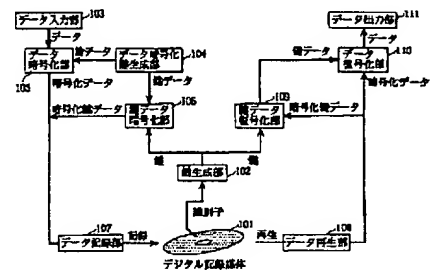 データ入力部
103
データ
データ
暗号化部
105
鍵データ
データ暗号化
鍵生成部
104
鍵データ
暗号化データ
暗号化鍵データ
鍵データ
暗号化部
106
鍵
鍵生成部
102
識別子
101
デジタル記録媒体
107
データ記録部
記録
再生
108
データ再生部
鍵
鍵データ
復号化部
109
暗号化鍵データ
鍵データ
データ
復号化部
110
暗号化データ
データ
データ出力部
111